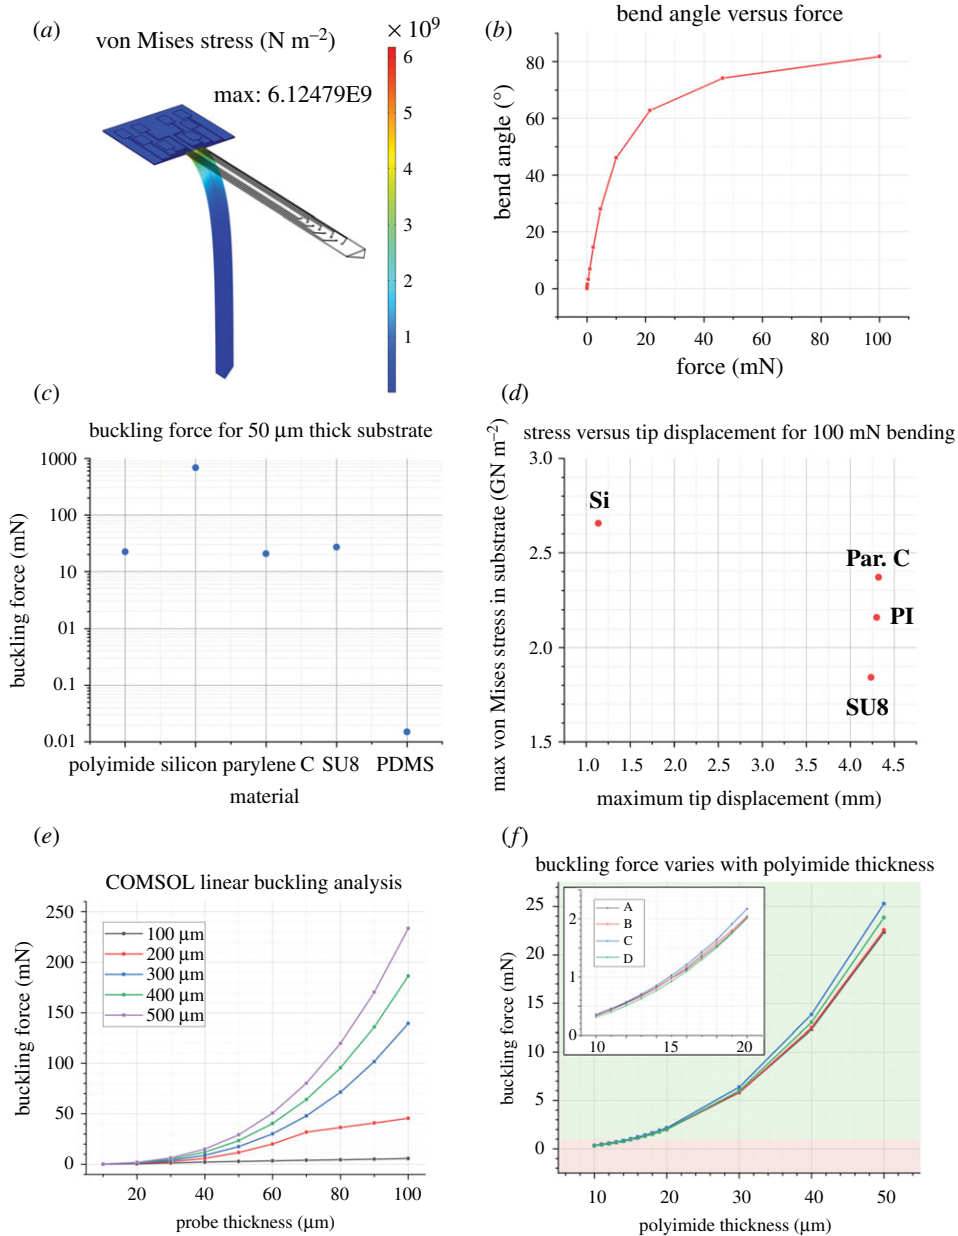 (a)
von Mises stress (N m⁻²)
× 10⁹
max: 6.12479E9
6
5
4
3
2
1
(b)
bend angle versus force
bend angle (°)
80
60
40
20
0
0 20 40 60 80 100
force (mN)
(c)
buckling force for 50 μm thick substrate
buckling force (mN)
1000
100
10
01
0.1
0.01
polyimide silicon parylene C SU8 PDMS
material
(d)
stress versus tip displacement for 100 mN bending
max von Mises stress in substrate (GN m⁻²)
3.0
2.5
2.0
1.5
Si
Par. C
PI
SU8
1.0 1.5 2.0 2.5 3.0 3.5 4.0 4.5
maximum tip displacement (mm)
(e)
COMSOL linear buckling analysis
buckling force (mN)
250
200
150
100
50
0
100 μm
200 μm
300 μm
400 μm
500 μm
20 40 60 80 100
probe thickness (μm)
(f)
buckling force varies with polyimide thickness
buckling force (mN)
25
20
15
10
5
0
2
1
0
A
B
C
D
10 15 20
10 20 30 40 50
polyimide thickness (μm)